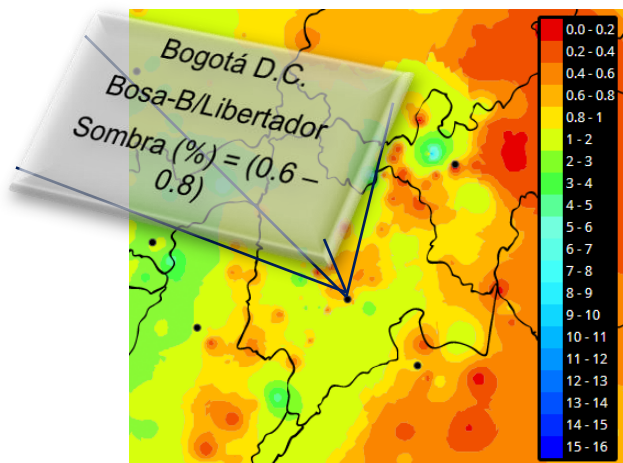 Bogotá D.C.
Bosa-B/Libertador
Sombra (%) = (0.6 –
0.8)
0.0 - 0.2
0.2 - 0.4
0.4 - 0.6
0.6 - 0.8
0.8 - 1
1 - 2
2 - 3
3 - 4
4 - 5
5 - 6
6 - 7
7 - 8
8 - 9
9 - 10
10 - 11
11 - 12
12 - 13
13 - 14
14 - 15
15 - 16